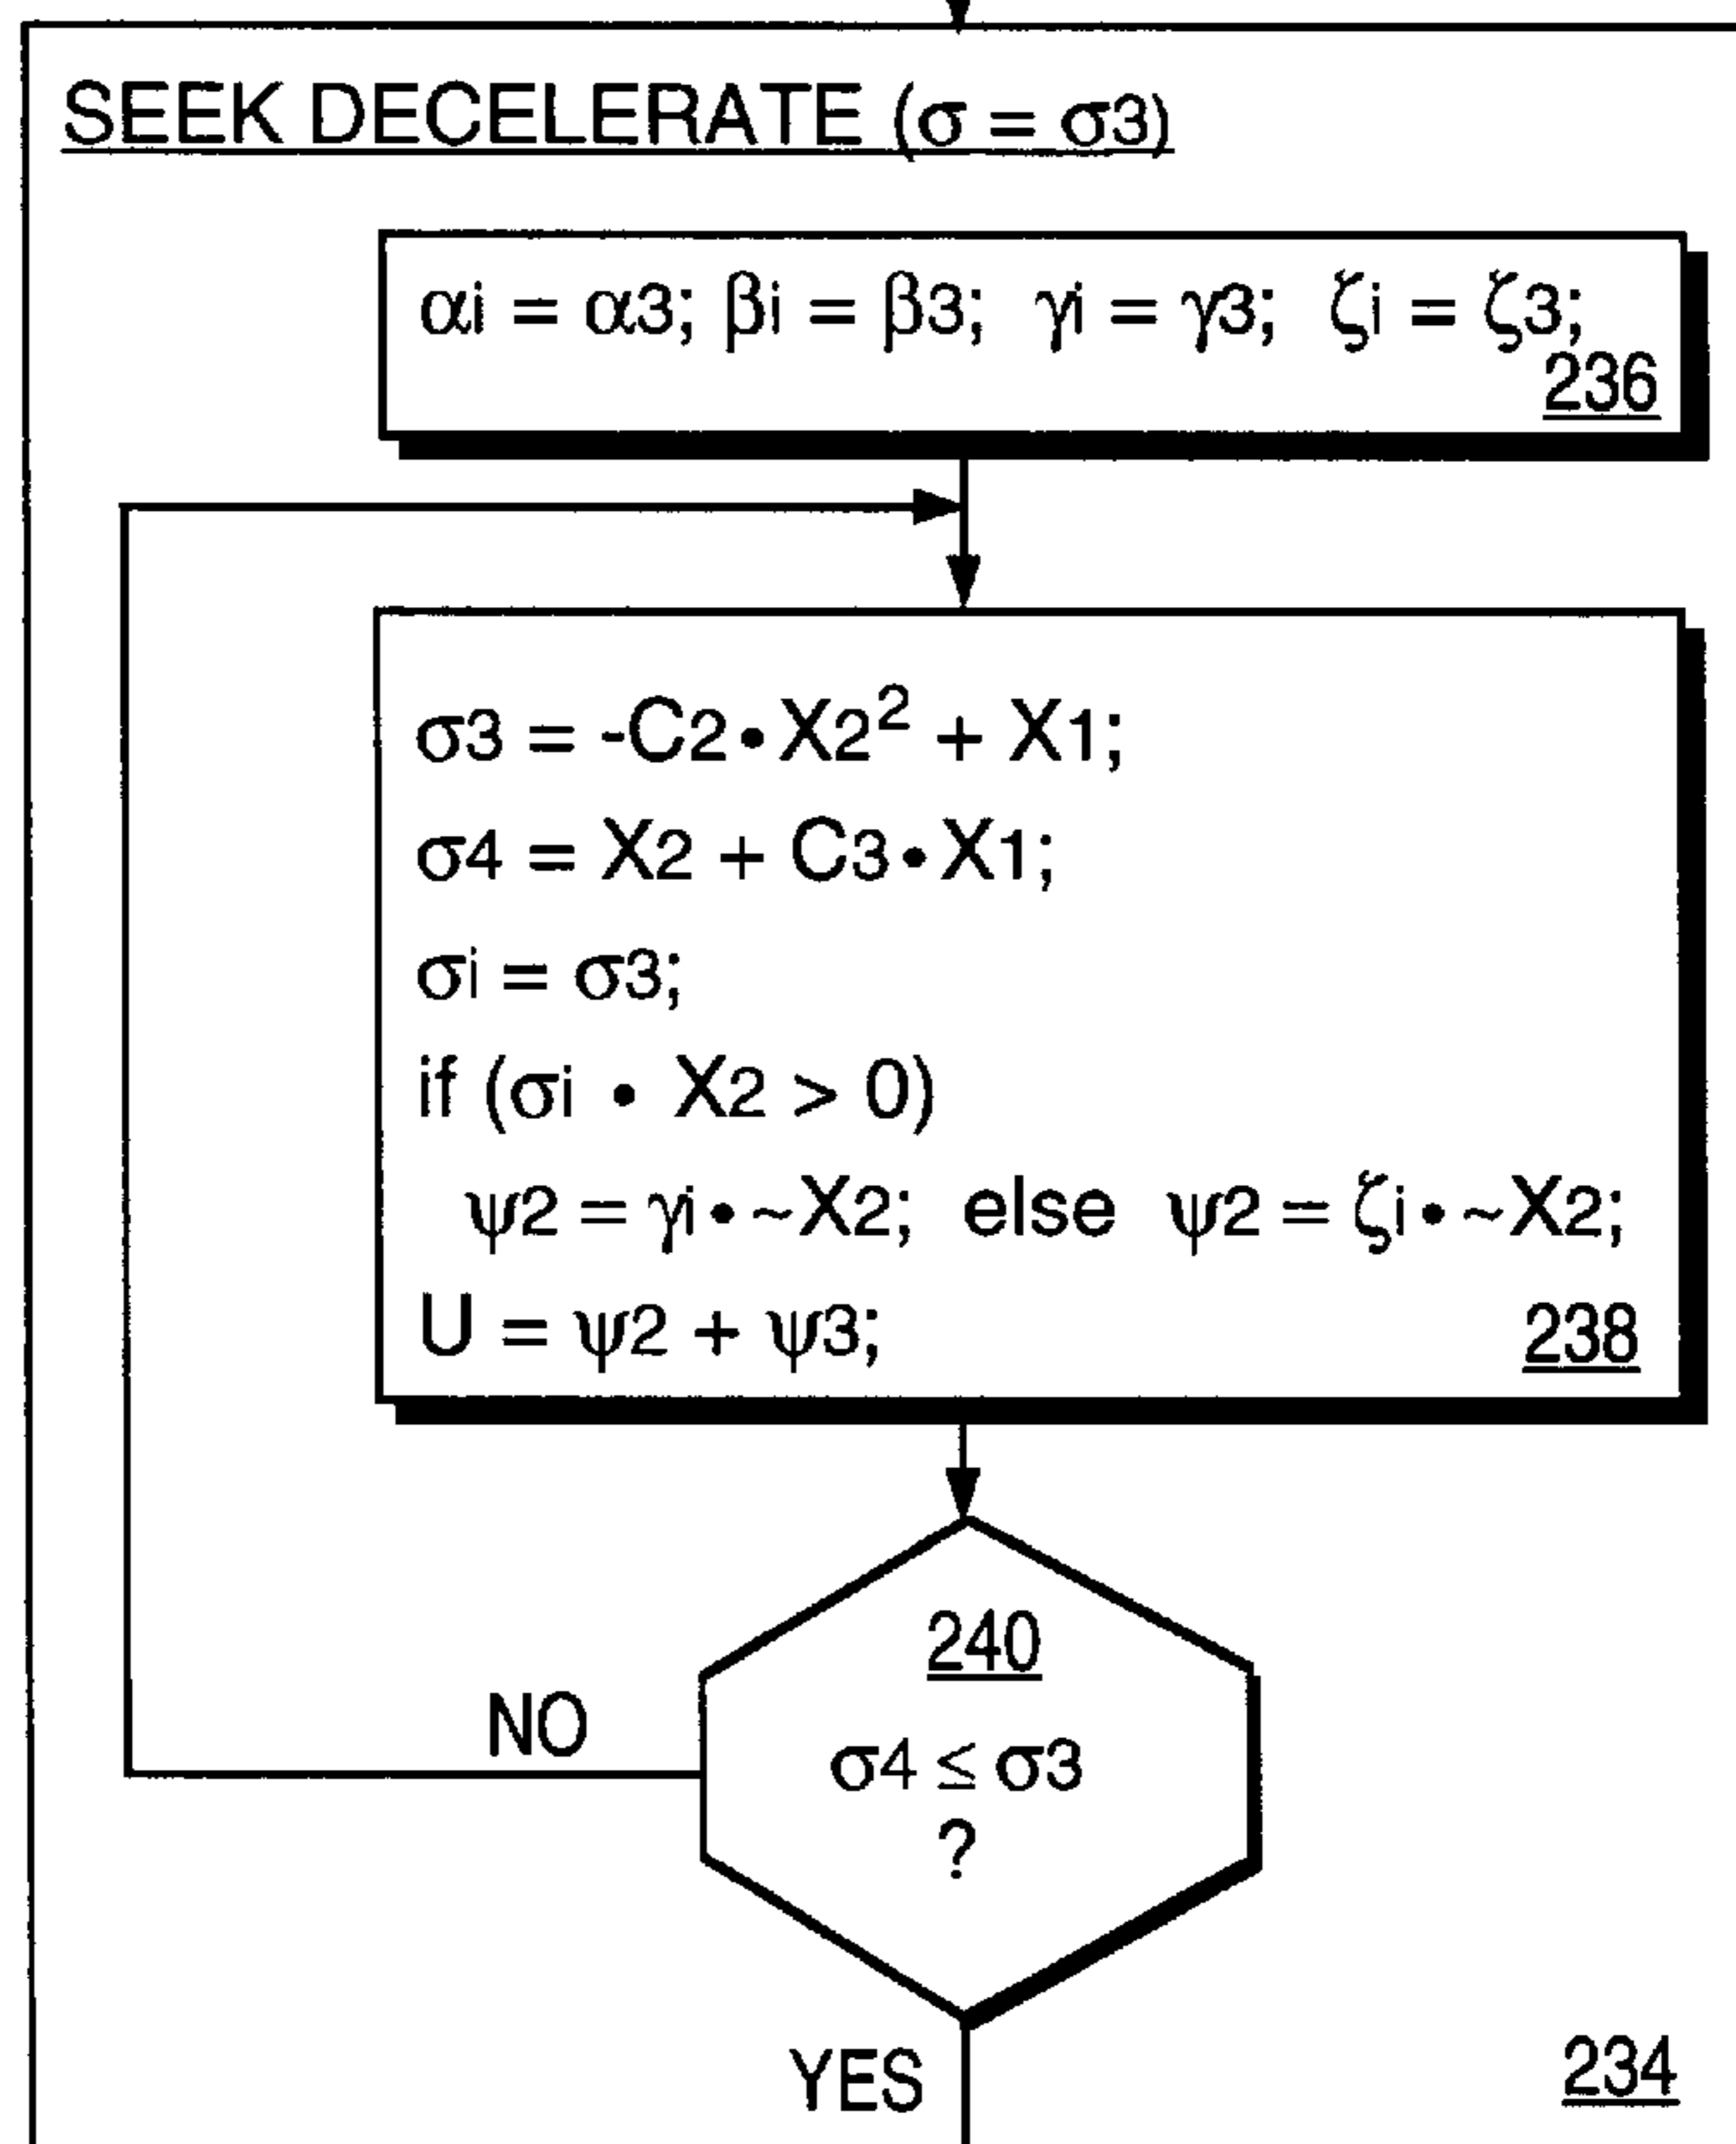 SEEK DECELERATE (σ = σ3)
αi = α3; βi = β3; γi = γ3; ζi = ζ3;
236
σ3 = -C2•X2² + X1;
σ4 = X2 + C3•X1;
σi = σ3;
if (σi • X2 > 0)
ψ2 = γi•~X2; else ψ2 = ζi•~X2;
U = ψ2 + ψ3;
238
240
σ4 ≤ σ3
?
NO
YES
234